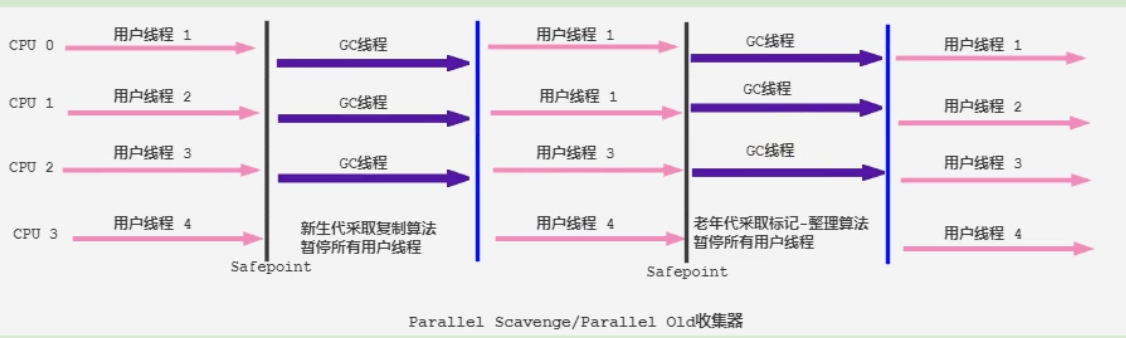 CPU 0
用户线程 1
GC线程
用户线程 1
GC线程
用户线程 1
CPU 1
用户线程 2
GC线程
用户线程 1
GC线程
用户线程 2
CPU 2
用户线程 3
GC线程
用户线程 3
GC线程
用户线程 3
CPU 3
用户线程 4
新生代采取复制算法
暂停所有用户线程
用户线程 4
老年代采取标记-整理算法
暂停所有用户线程
用户线程 4
Safepoint
Safepoint
Parallel Scavenge/Parallel Old收集器